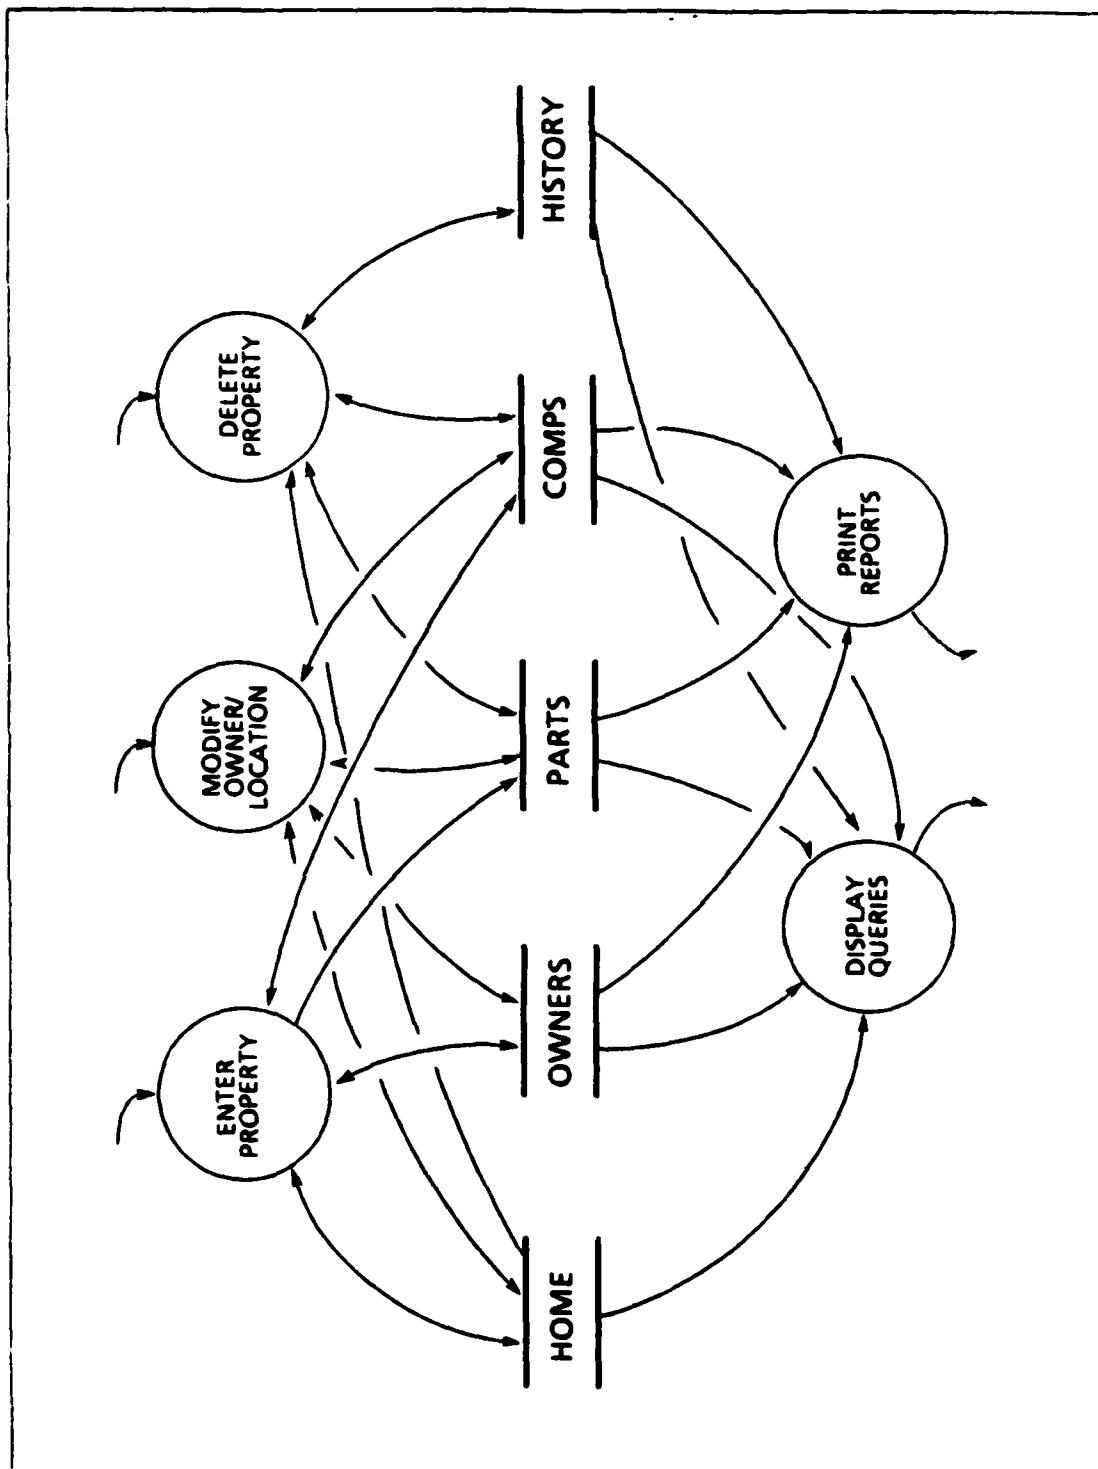 ENTER
PROPERTY
MODIFY
OWNER/
LOCATION
DELETE
PROPERTY
HOME
OWNERS
PARTS
COMPS
HISTORY
DISPLAY
QUERIES
PRINT
REPORTS